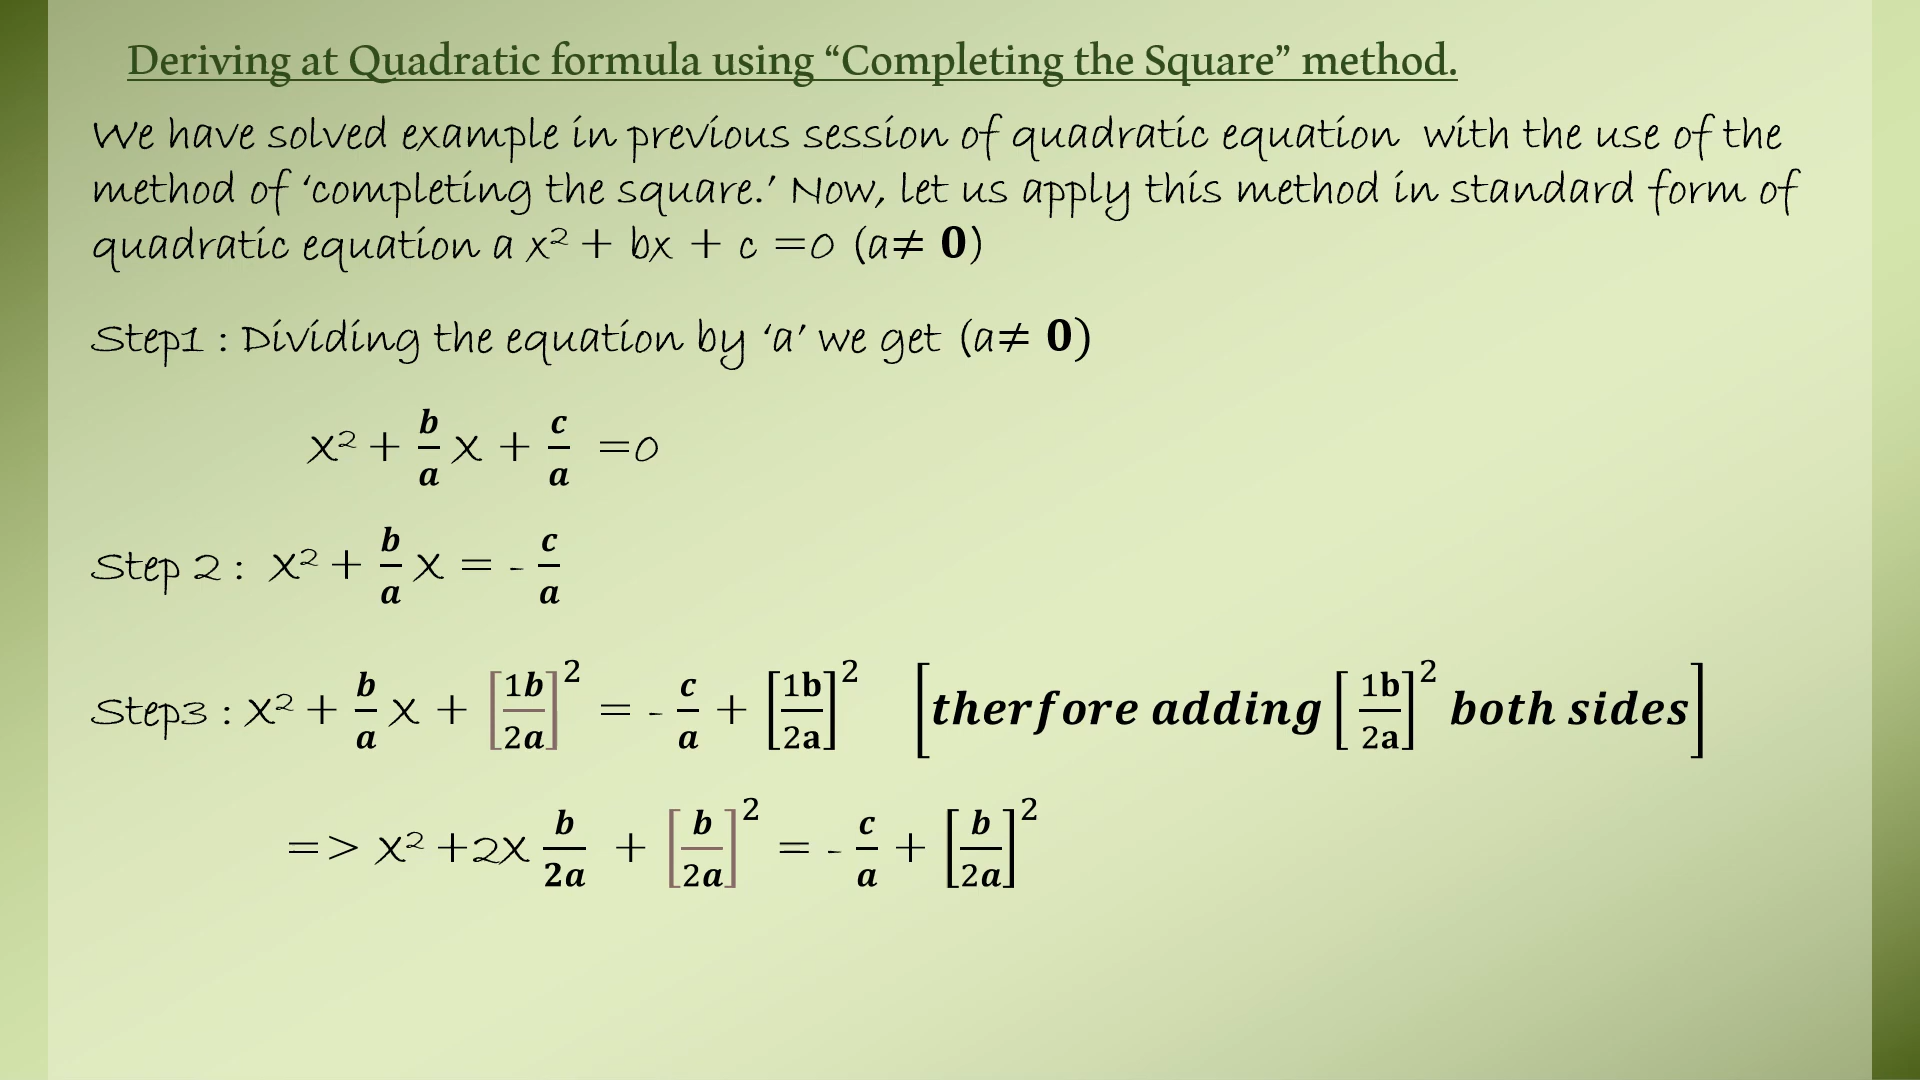 Deriving at Quadratic formula using “Completing the Square” method.
We have solved example in previous session of quadratic equation with the use of the
method of ‘completing the square.’ Now, let us apply this method in standard form of
quadratic equation a x² + bx + c =0 (a≠ 0)
Step1 : Dividing the equation by ‘a’ we get (a≠ 0)
x² + b/a x + c/a =0
Step 2 : x² + b/a x = - c/a
Step3 : x² + b/a x + [1b/2a]² = - c/a + [1b/2a]² [therfore adding [1b/2a]² both sides]
=> x² +2x b/2a + [b/2a]² = - c/a + [b/2a]²